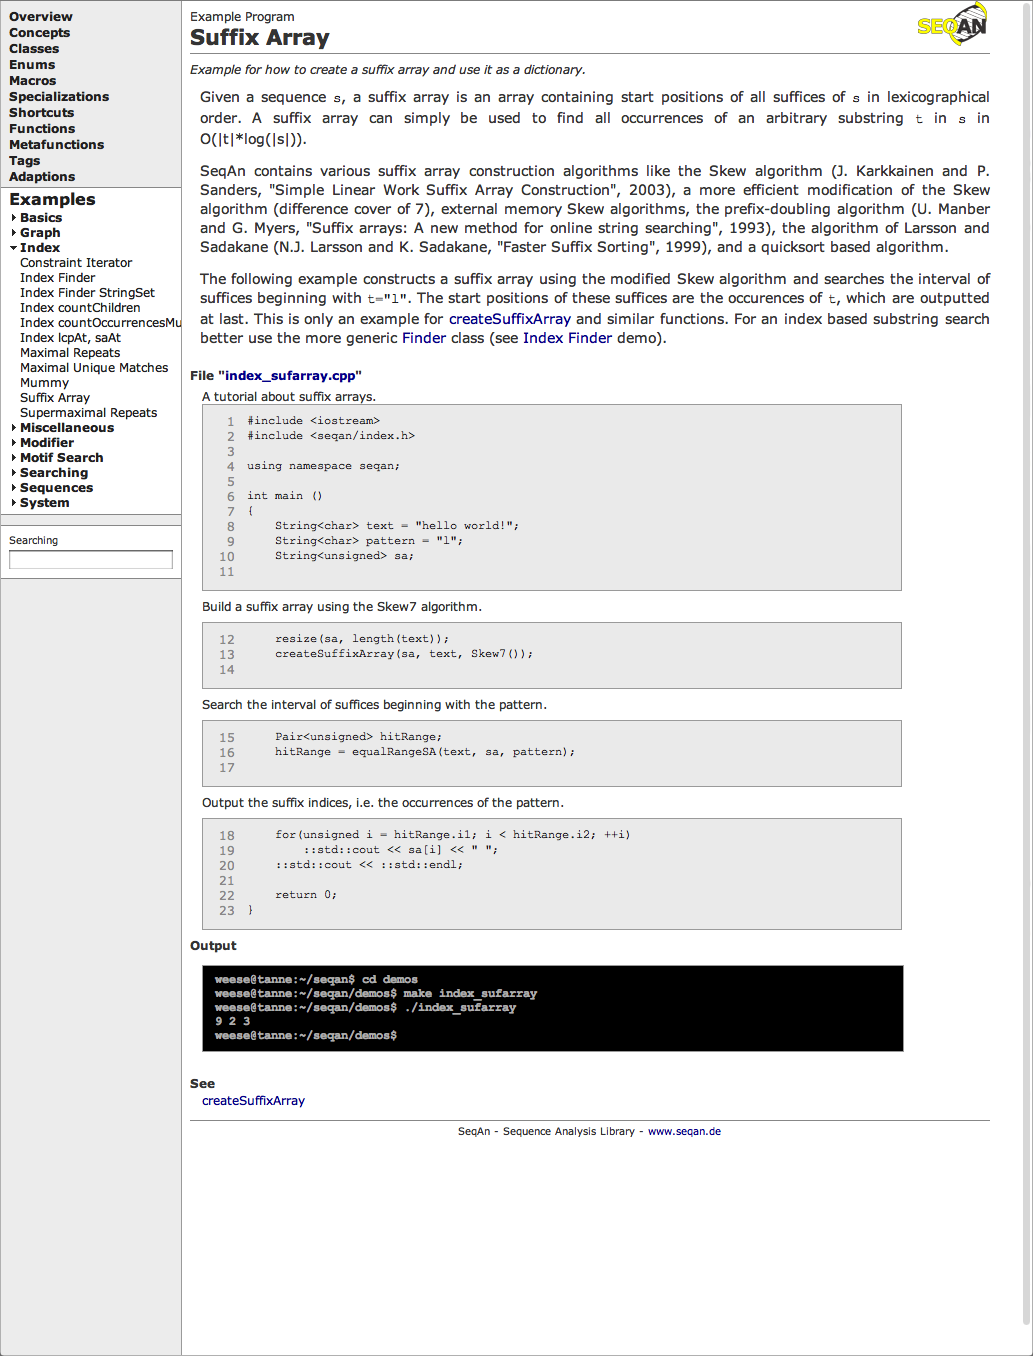 Overview
Concepts
Classes
Enums
Macros
Specializations
Shortcuts
Functions
Metafunctions
Tags
Adaptions
Examples
Basics
Graph
Index
Constraint Iterator
Index Finder
Index Finder StringSet
Index countChildren
Index countOccurrencesMu
Index lcpAt, saAt
Maximal Repeats
Maximal Unique Matches
Mummy
Suffix Array
Supermaximal Repeats
Miscellaneous
Modifier
Motif Search
Searching
Sequences
System
Searching
Example Program
SEQAN
Suffix Array
Example for how to create a suffix array and use it as a dictionary.
Given a sequence s, a suffix array is an array containing start positions of all suffices of s in lexicographical
order. A suffix array can simply be used to find all occurrences of an arbitrary substring t in s in
O(|t|*log(|s|)).
SeqAn contains various suffix array construction algorithms like the Skew algorithm (J. Karkkainen and P.
Sanders, "Simple Linear Work Suffix Array Construction", 2003), a more efficient modification of the Skew
algorithm (difference cover of 7), external memory Skew algorithms, the prefix-doubling algorithm (U. Manber
and G. Myers, "Suffix arrays: A new method for online string searching", 1993), the algorithm of Larsson and
Sadakane (N.J. Larsson and K. Sadakane, "Faster Suffix Sorting", 1999), and a quicksort based algorithm.
The following example constructs a suffix array using the modified Skew algorithm and searches the interval of
suffices beginning with t="l". The start positions of these suffices are the occurences of t, which are outputted
at last. This is only an example for createSuffixArray and similar functions. For an index based substring search
better use the more generic Finder class (see Index Finder demo).
File "index_sufarray.cpp"
A tutorial about suffix arrays.
1 #include <iostream>
2 #include <seqan/index.h>
3
4 using namespace seqan;
5
6 int main ()
7 {
8 String<char> text = "hello world!";
9 String<char> pattern = "l";
10 String<unsigned> sa;
11
Build a suffix array using the Skew7 algorithm.
12 resize(sa, length(text));
13 createSuffixArray(sa, text, Skew7());
14
Search the interval of suffices beginning with the pattern.
15 Pair<unsigned> hitRange;
16 hitRange = equalRangeSA(text, sa, pattern);
17
Output the suffix indices, i.e. the occurrences of the pattern.
18 for(unsigned i = hitRange.i1; i < hitRange.i2; ++i)
19 ::std::cout << sa[i] << " ";
20 ::std::cout << ::std::endl;
21
22 return 0;
23 }
Output
weese@tanne:~/seqan$ cd demos
weese@tanne:~/seqan/demos$ make index_sufarray
weese@tanne:~/seqan/demos$ ./index_sufarray
9 2 3
weese@tanne:~/seqan/demos$
See
createSuffixArray
SeqAn - Sequence Analysis Library - www.seqan.de